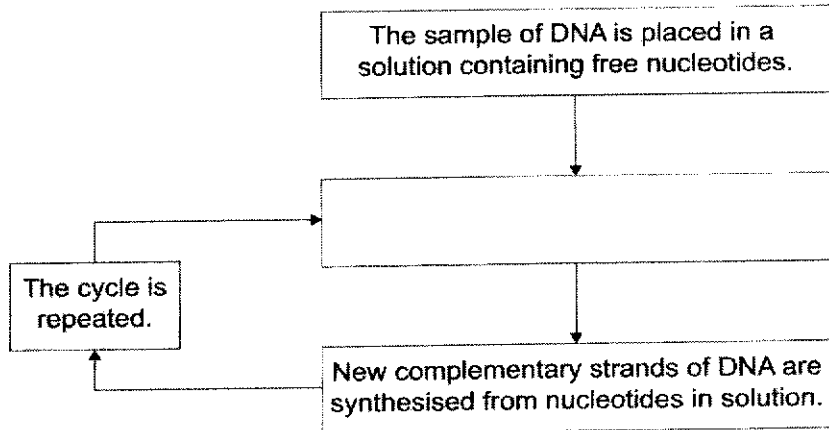 The sample of DNA is placed in a
solution containing free nucleotides.
The cycle is
repeated.
New complementary strands of DNA are
synthesised from nucleotides in solution.